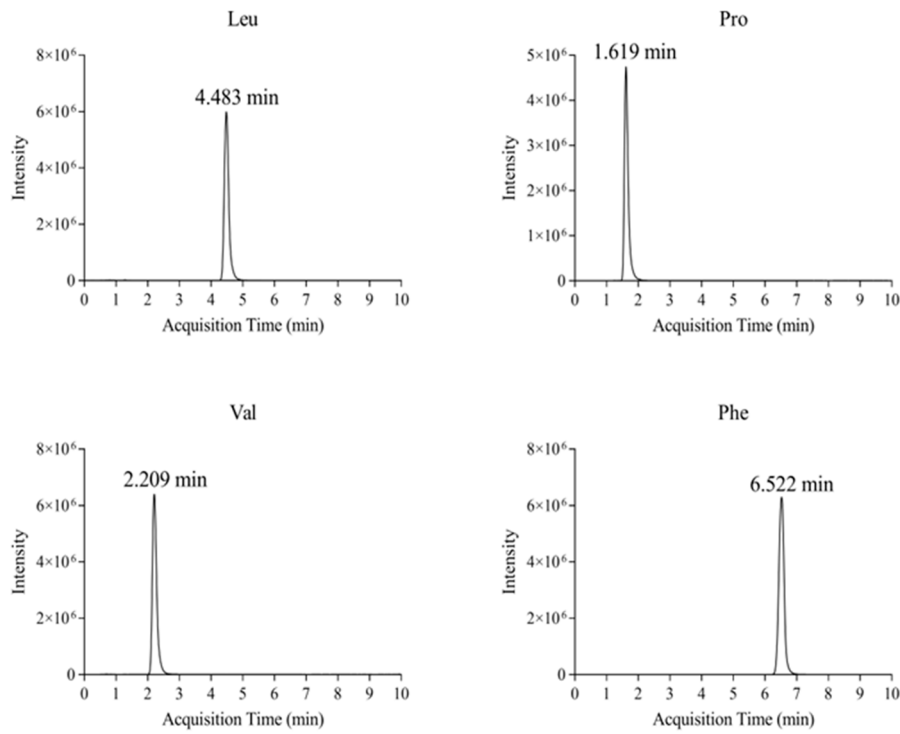 Leu
8×10⁶
6×10⁶
4×10⁶
2×10⁶
0
Intensity
4.483 min
0 1 2 3 4 5 6 7 8 9 10
Acquisition Time (min)
Pro
5×10⁶
4×10⁶
3×10⁶
2×10⁶
1×10⁶
0
Intensity
1.619 min
0 1 2 3 4 5 6 7 8 9 10
Acquisition Time (min)
Val
8×10⁶
6×10⁶
4×10⁶
2×10⁶
0
Intensity
2.209 min
0 1 2 3 4 5 6 7 8 9 10
Acquisition Time (min)
Phe
8×10⁶
6×10⁶
4×10⁶
2×10⁶
0
Intensity
6.522 min
0 1 2 3 4 5 6 7 8 9 10
Acquisition Time (min)